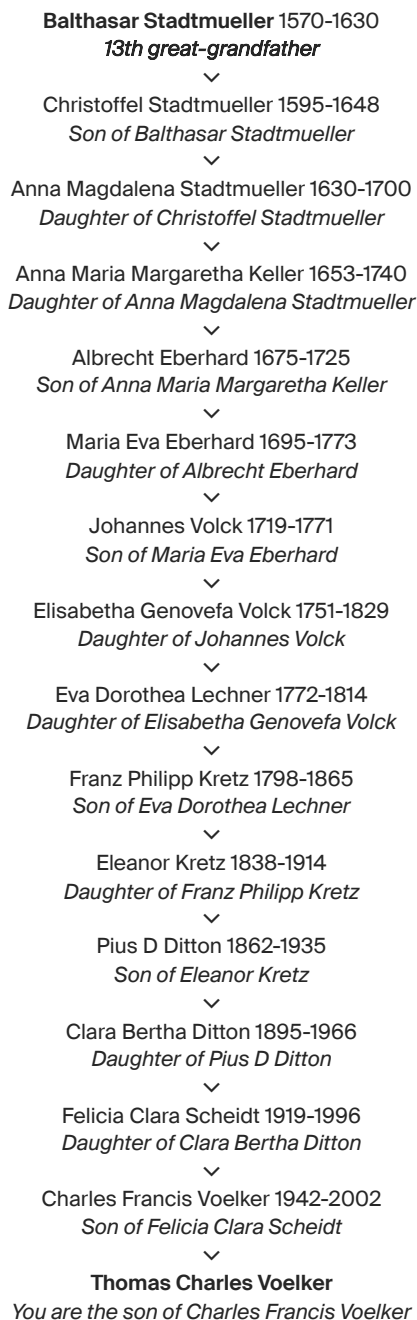 Balthasar Stadtmueller 1570-1630
13th great-grandfather
Christoffel Stadtmueller 1595-1648
Son of Balthasar Stadtmueller
Anna Magdalena Stadtmueller 1630-1700
Daughter of Christoffel Stadtmueller
Anna Maria Margaretha Keller 1653-1740
Daughter of Anna Magdalena Stadtmueller
Albrecht Eberhard 1675-1725
Son of Anna Maria Margaretha Keller
Maria Eva Eberhard 1695-1773
Daughter of Albrecht Eberhard
Johannes Volck 1719-1771
Son of Maria Eva Eberhard
Elisabetha Genovefa Volck 1751-1829
Daughter of Johannes Volck
Eva Dorothea Lechner 1772-1814
Daughter of Elisabetha Genovefa Volck
Franz Philipp Kretz 1798-1865
Son of Eva Dorothea Lechner
Eleanor Kretz 1838-1914
Daughter of Franz Philipp Kretz
Pius D Ditton 1862-1935
Son of Eleanor Kretz
Clara Bertha Ditton 1895-1966
Daughter of Pius D Ditton
Felicia Clara Scheidt 1919-1996
Daughter of Clara Bertha Ditton
Charles Francis Voelker 1942-2002
Son of Felicia Clara Scheidt
Thomas Charles Voelker
You are the son of Charles Francis Voelker